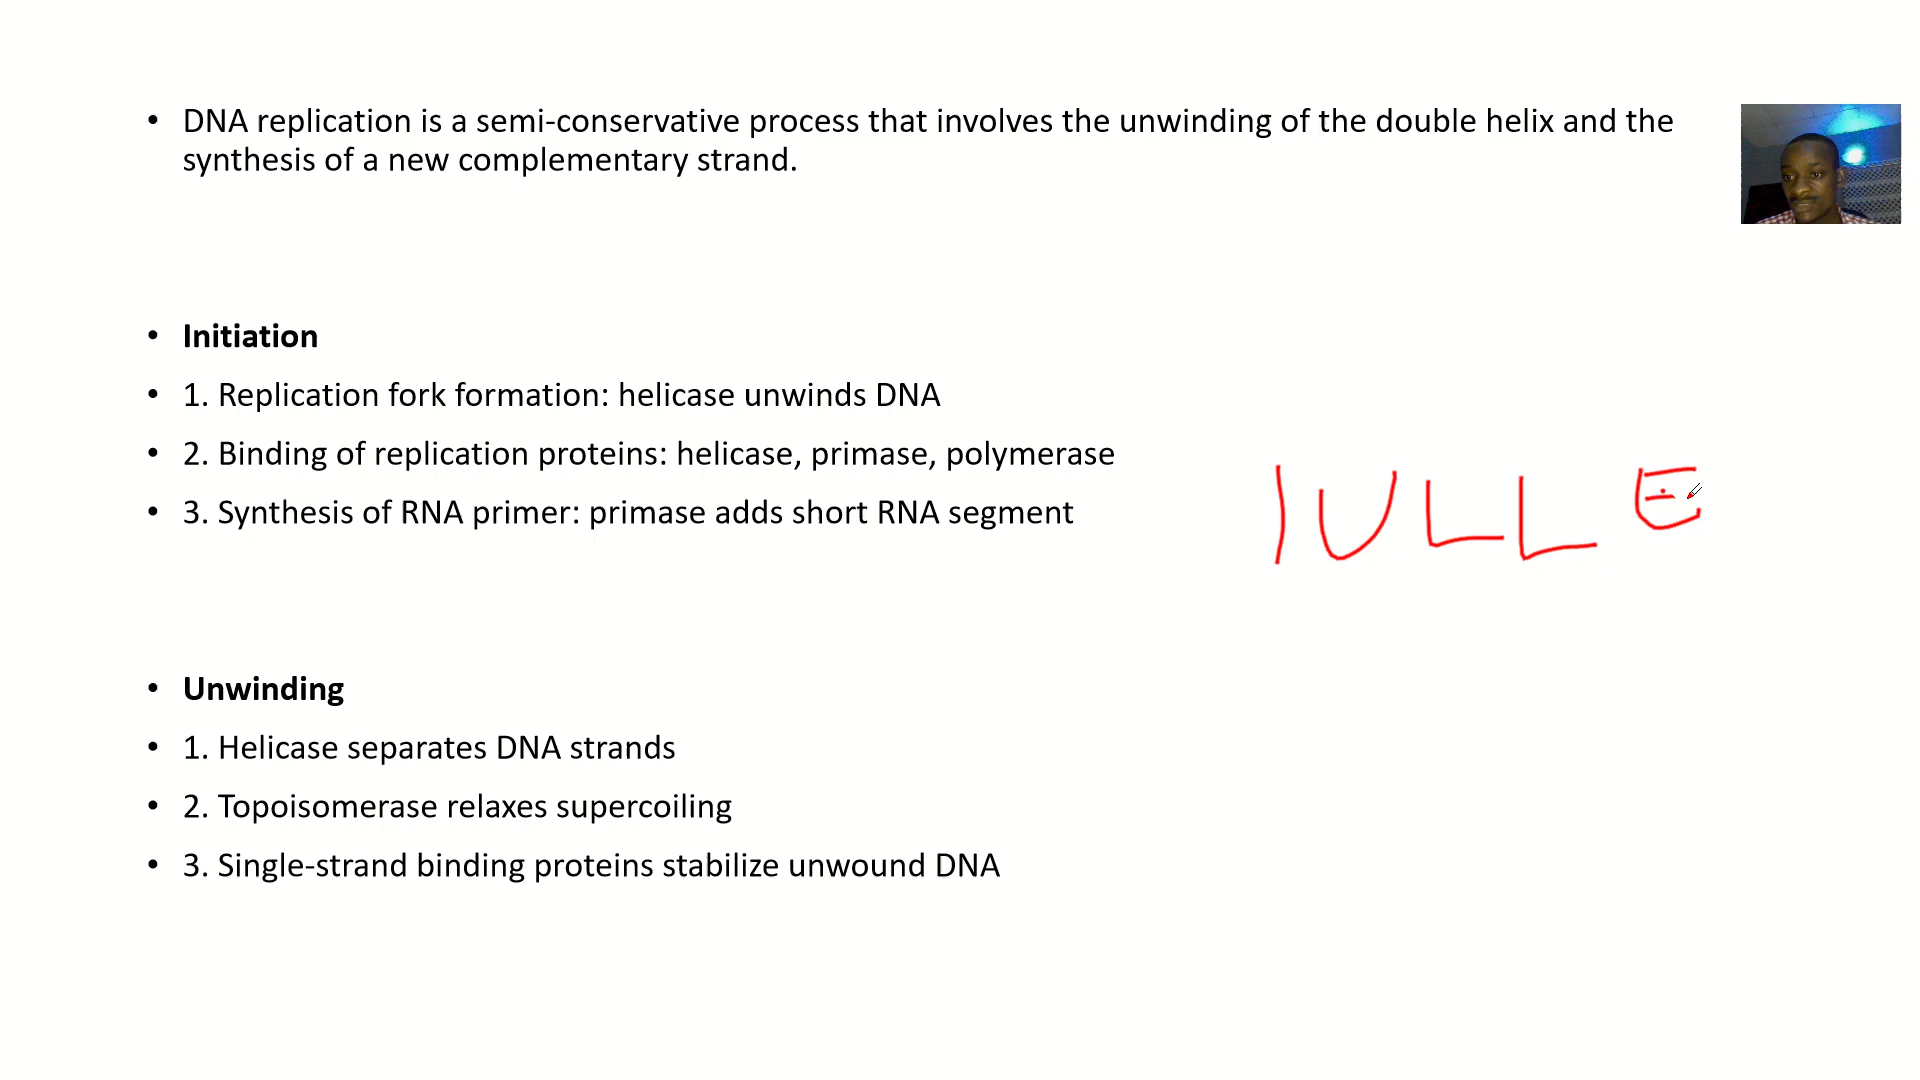 • DNA replication is a semi-conservative process that involves the unwinding of the double helix and the
synthesis of a new complementary strand.
• Initiation
• 1. Replication fork formation: helicase unwinds DNA
• 2. Binding of replication proteins: helicase, primase, polymerase
• 3. Synthesis of RNA primer: primase adds short RNA segment
IULLE
• Unwinding
• 1. Helicase separates DNA strands
• 2. Topoisomerase relaxes supercoiling
• 3. Single-strand binding proteins stabilize unwound DNA